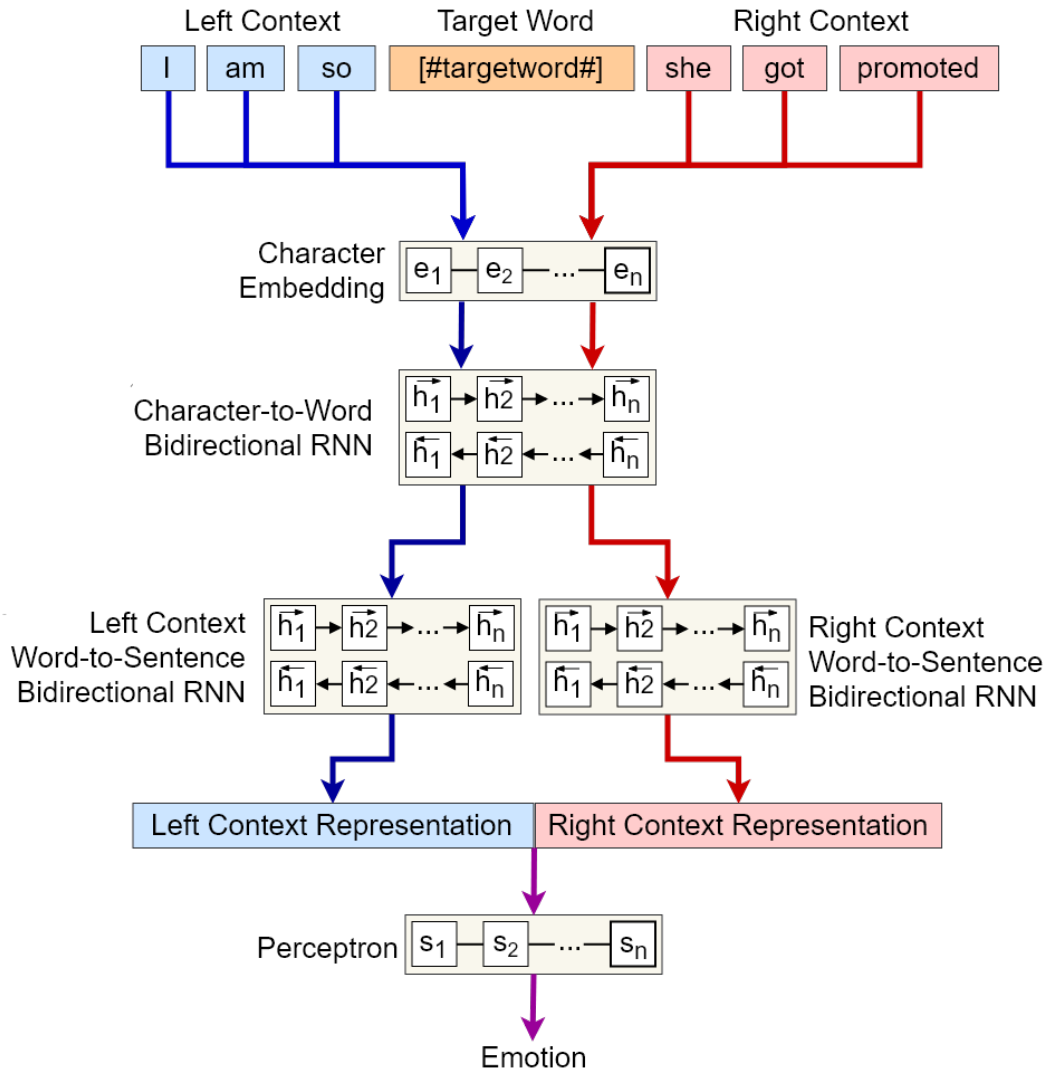 Left Context Target Word Right Context
I am so [#targetword#] she got promoted
Character
Embedding
e1 e2 ... en
Character-to-Word
Bidirectional RNN
h1 h2 ... hn
h1 h2 ... hn
Left Context
Word-to-Sentence
Bidirectional RNN
h1 h2 ... hn
h1 h2 ... hn
h1 h2 ... hn
h1 h2 ... hn
Right Context
Word-to-Sentence
Bidirectional RNN
Left Context Representation Right Context Representation
Perceptron
s1 s2 ... sn
Emotion